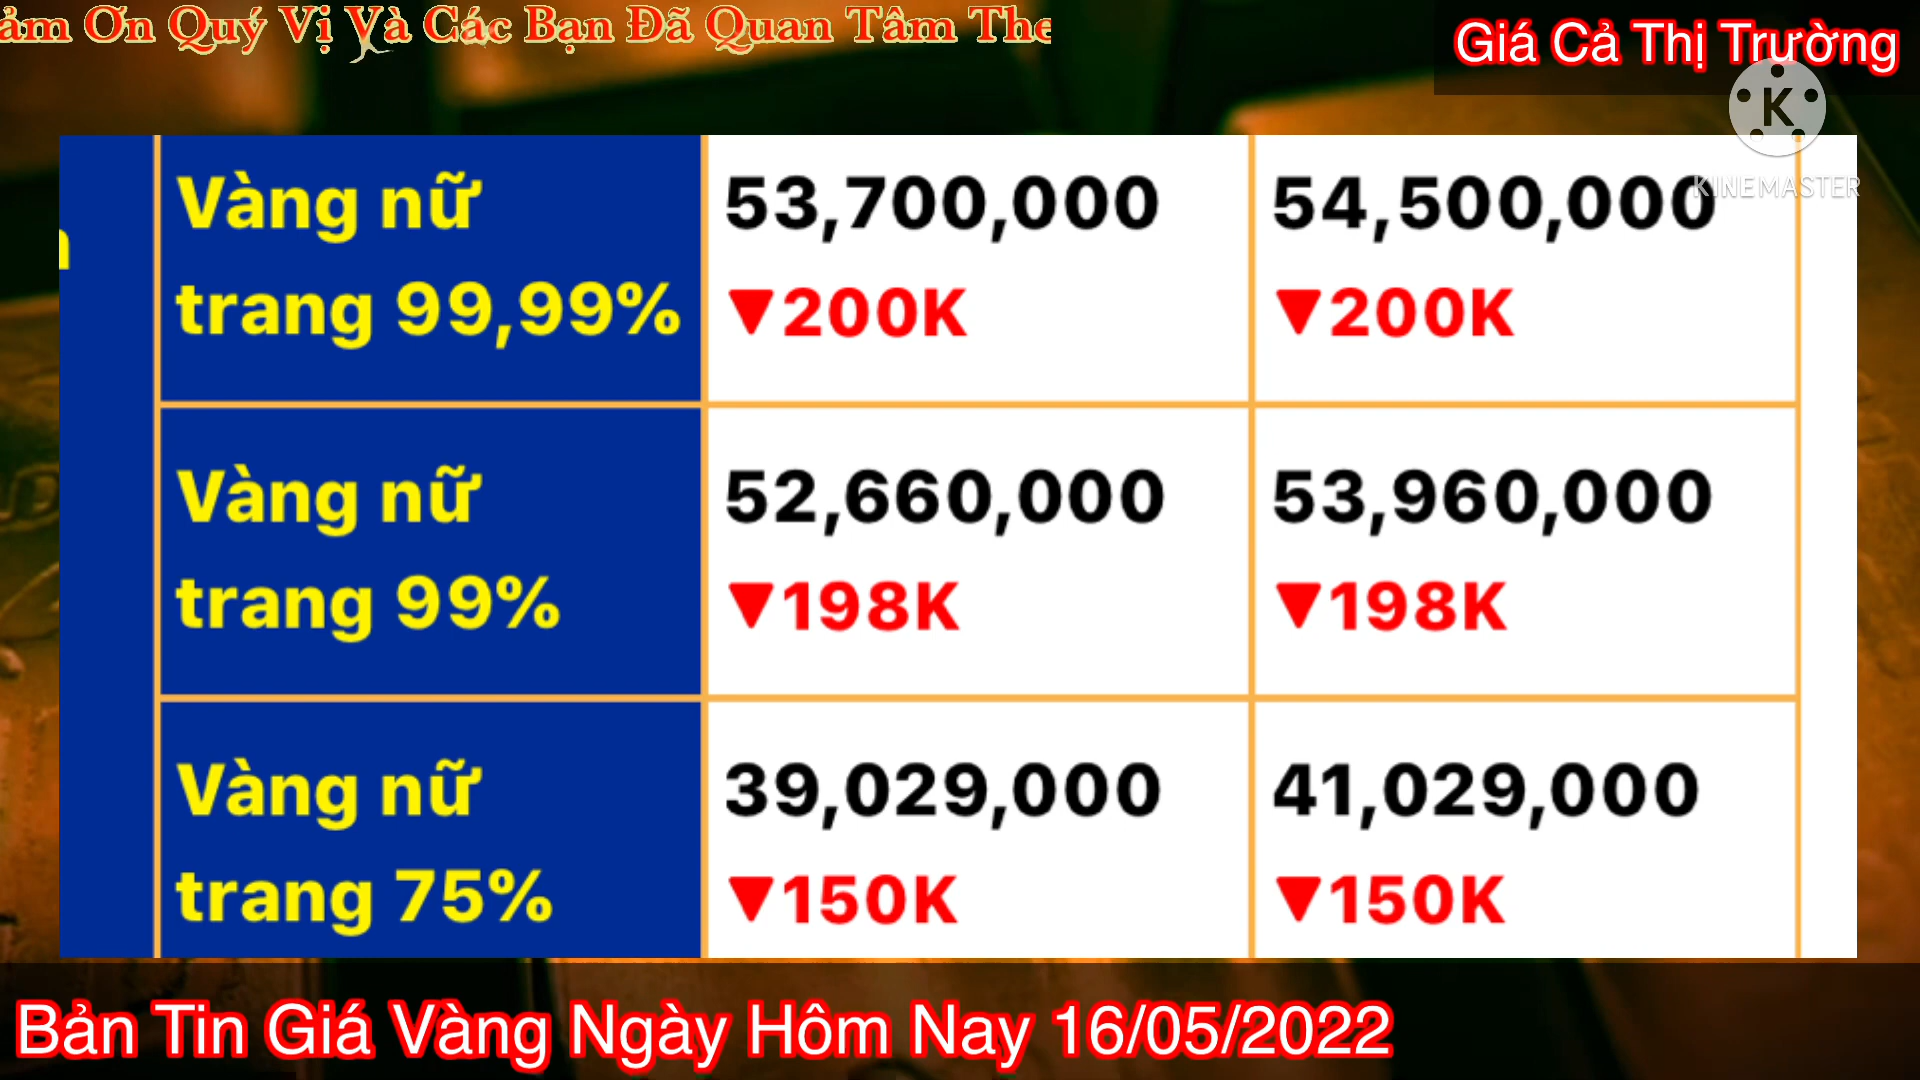 ảm Ơn Quý Vị Và Các Bạn Đã Quan Tâm The
Giá Cả Thị Trường
K
KINEMASTER
Vàng nữ
trang 99,99%
53,700,000
▼200K
54,500,000
▼200K
Vàng nữ
trang 99%
52,660,000
▼198K
53,960,000
▼198K
Vàng nữ
trang 75%
39,029,000
▼150K
41,029,000
▼150K
Bản Tin Giá Vàng Ngày Hôm Nay 16/05/2022